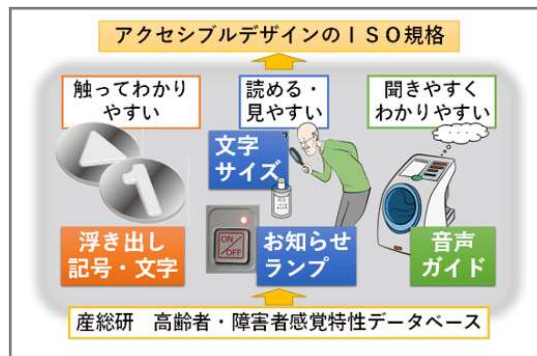 アクセシブルデザインのＩＳＯ規格
触ってわかり
やすい
読める・
見やすい
聞きやすく
わかりやすい
文字
サイズ
1
ON
/OFF
浮き出し
記号・文字
お知らせ
ランプ
音声
ガイド
産総研　高齢者・障害者感覚特性データベース